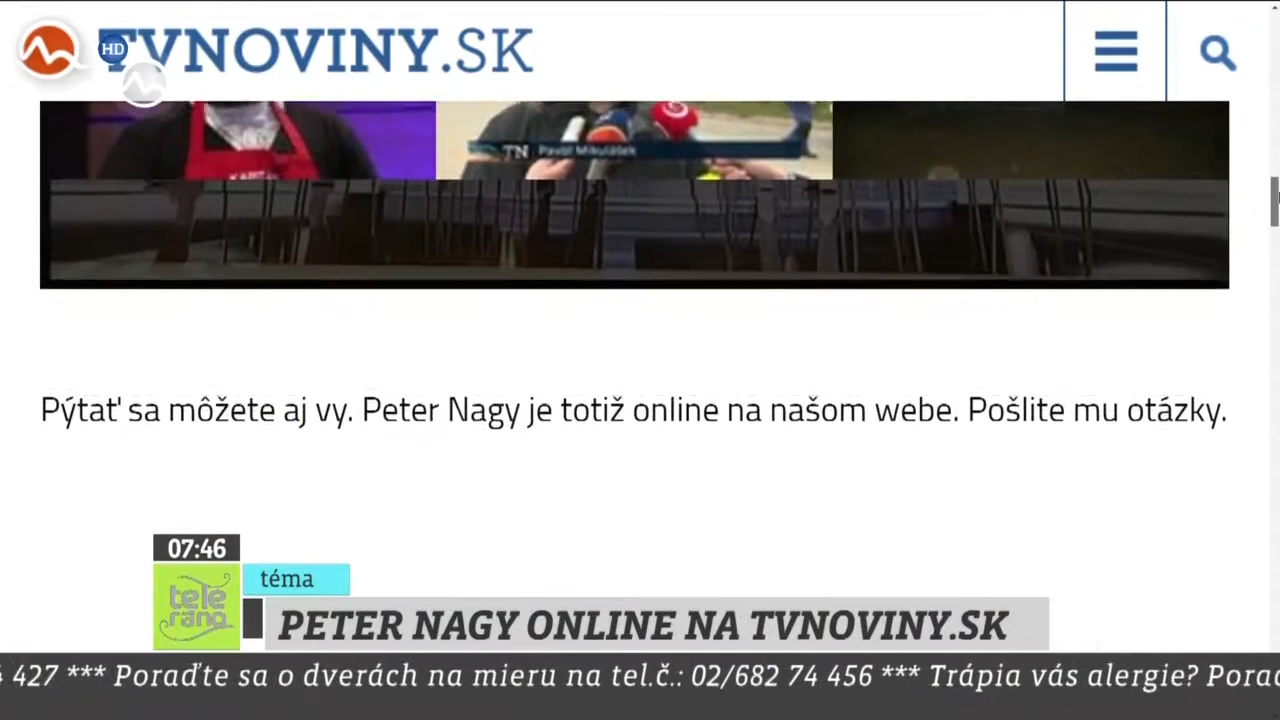 HD
TVNOVINY.SK
TN Pavol Mikulášek
Pýtať sa môžete aj vy. Peter Nagy je totiž online na našom webe. Pošlite mu otázky.
07:46
téma
tele
ráno
PETER NAGY ONLINE NA TVNOVINY.SK
427 *** Poraďte sa o dverách na mieru na tel.č.: 02/682 74 456 *** Trápia vás alergie?